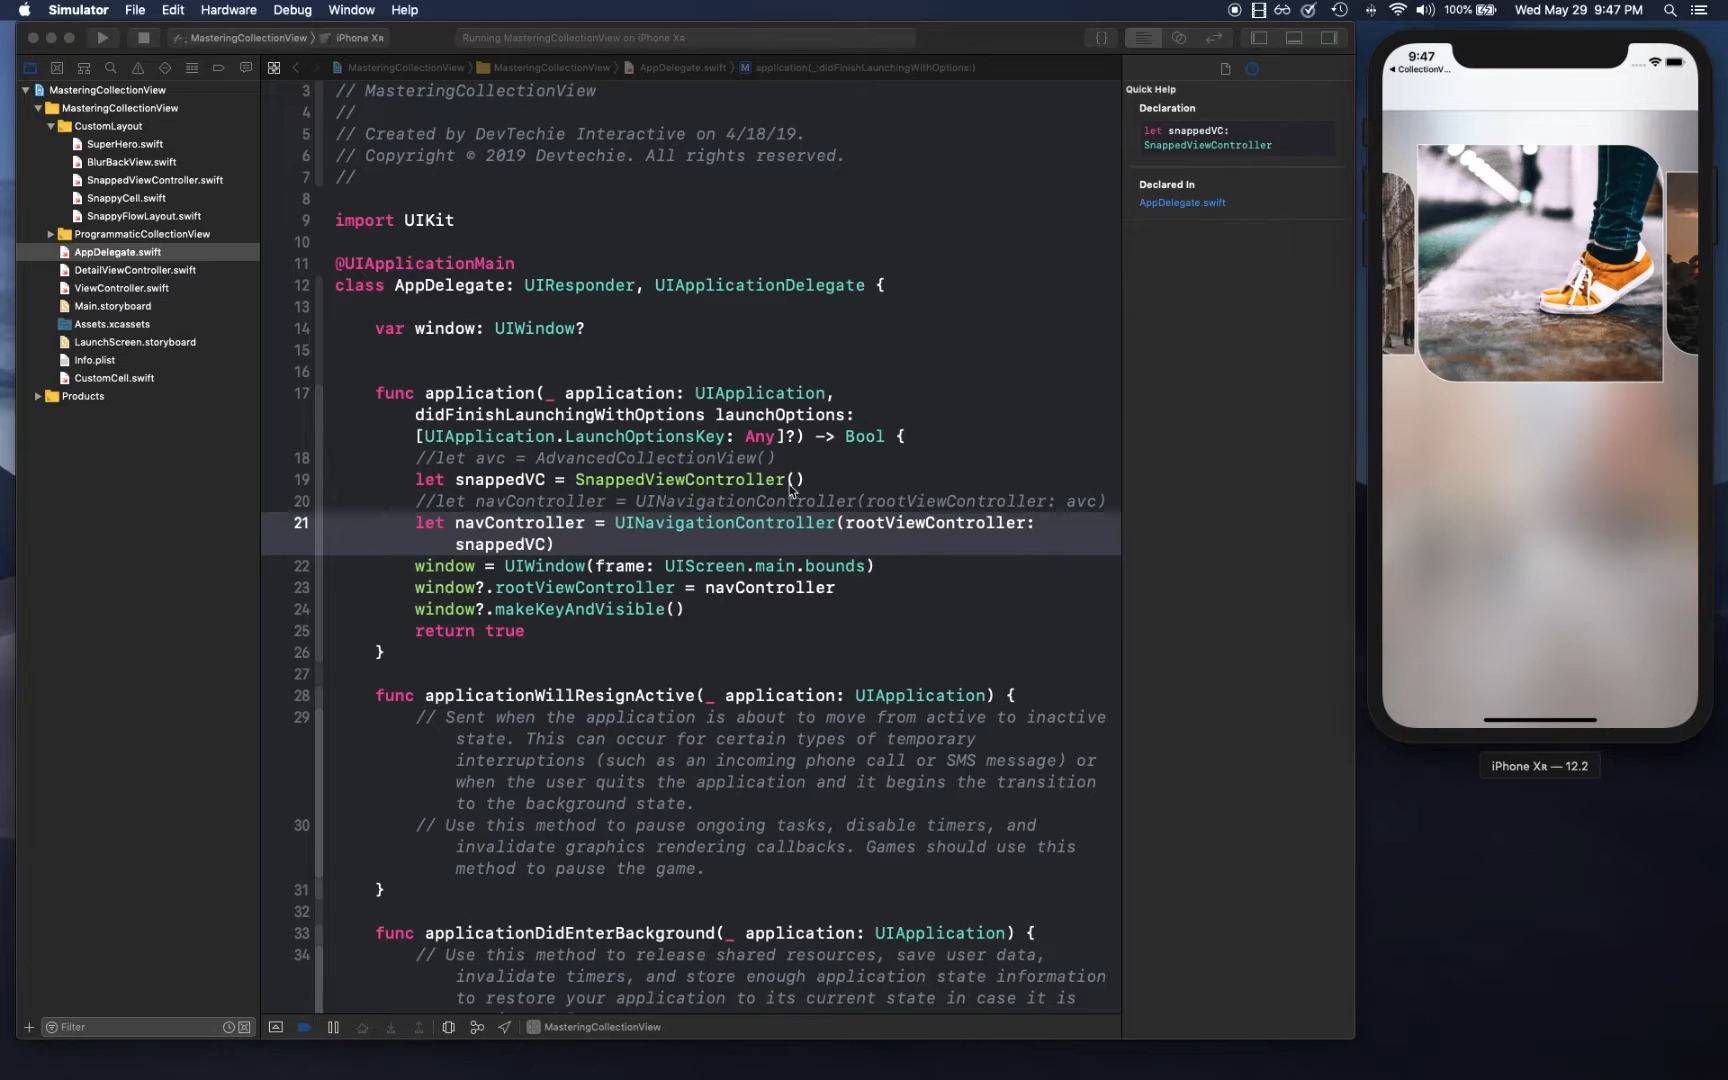 Simulator File Edit Hardware Debug Window Help
100% Wed May 29 9:47 PM
MasteringCollectionView iPhone Xʀ
Running MasteringCollectionView on iPhone Xʀ
MasteringCollectionView MasteringCollectionView AppDelegate.swift M application(_:didFinishLaunchingWithOptions:)
MasteringCollectionView
MasteringCollectionView
CustomLayout
SuperHero.swift
BlurBackView.swift
SnappedViewController.swift
SnappyCell.swift
SnappyFlowLayout.swift
ProgrammaticCollectionView
AppDelegate.swift
DetailViewController.swift
ViewController.swift
Main.storyboard
Assets.xcassets
LaunchScreen.storyboard
Info.plist
CustomCell.swift
Products
Filter
3 // MasteringCollectionView
4 //
5 // Created by DevTechie Interactive on 4/18/19.
6 // Copyright © 2019 Devtechie. All rights reserved.
7 //
8
9 import UIKit
10
11 @UIApplicationMain
12 class AppDelegate: UIResponder, UIApplicationDelegate {
13
14 var window: UIWindow?
15
16
17 func application(_ application: UIApplication,
didFinishLaunchingWithOptions launchOptions:
[UIApplication.LaunchOptionsKey: Any]?) -> Bool {
18 //let avc = AdvancedCollectionView()
19 let snappedVC = SnappedViewController()
20 //let navController = UINavigationController(rootViewController: avc)
21 let navController = UINavigationController(rootViewController:
snappedVC)
22 window = UIWindow(frame: UIScreen.main.bounds)
23 window?.rootViewController = navController
24 window?.makeKeyAndVisible()
25 return true
26 }
27
28 func applicationWillResignActive(_ application: UIApplication) {
29 // Sent when the application is about to move from active to inactive
state. This can occur for certain types of temporary
interruptions (such as an incoming phone call or SMS message) or
when the user quits the application and it begins the transition
to the background state.
30 // Use this method to pause ongoing tasks, disable timers, and
invalidate graphics rendering callbacks. Games should use this
method to pause the game.
31 }
32
33 func applicationDidEnterBackground(_ application: UIApplication) {
34 // Use this method to release shared resources, save user data,
invalidate timers, and store enough application state information
to restore your application to its current state in case it is
MasteringCollectionView
Quick Help
Declaration
let snappedVC:
SnappedViewController
Declared In
AppDelegate.swift
9:47
CollectionV...
iPhone Xʀ — 12.2